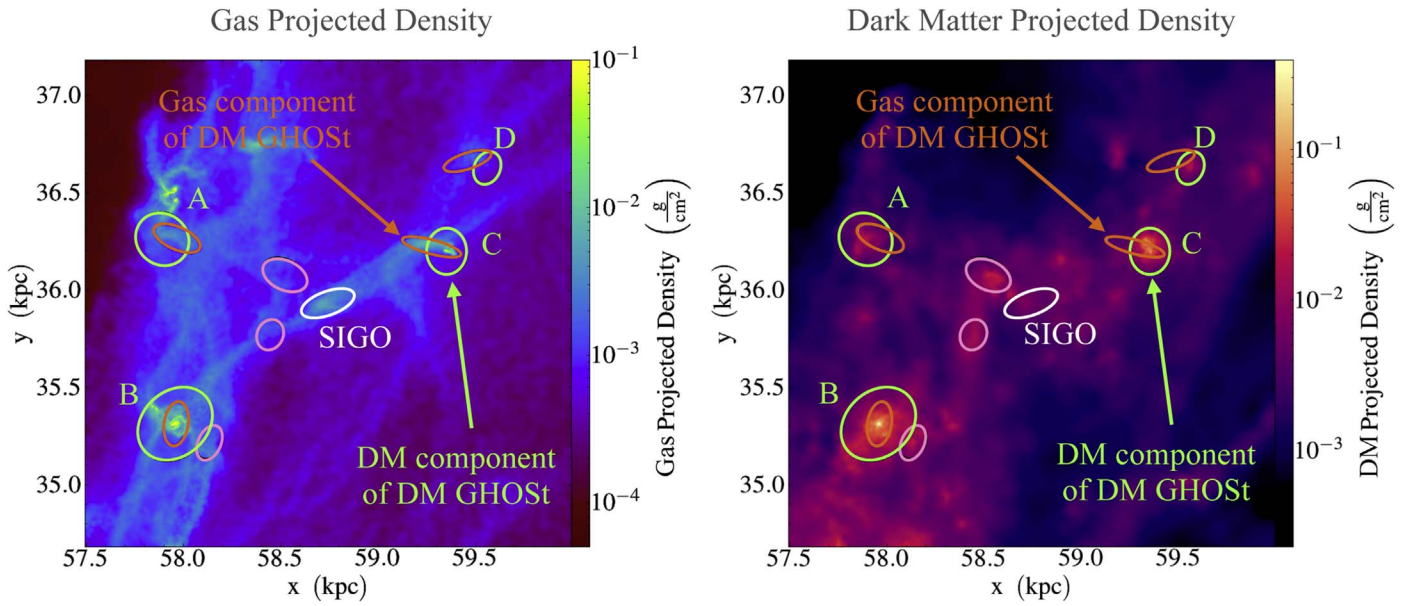 Gas Projected Density
37.0
36.5
36.0
35.5
35.0
57.5
58.0
58.5
59.0
59.5
y (kpc)
x (kpc)
Gas component
of DM GHOSt
A
B
C
D
SIGO
DM component
of DM GHOSt
10⁻¹
10⁻²
10⁻³
10⁻⁴
Gas Projected Density (g/cm²)
Dark Matter Projected Density
37.0
36.5
36.0
35.5
35.0
57.5
58.0
58.5
59.0
59.5
y (kpc)
x (kpc)
Gas component
of DM GHOSt
A
B
C
D
SIGO
DM component
of DM GHOSt
10⁻¹
10⁻²
10⁻³
DM Projected Density (g/cm²)